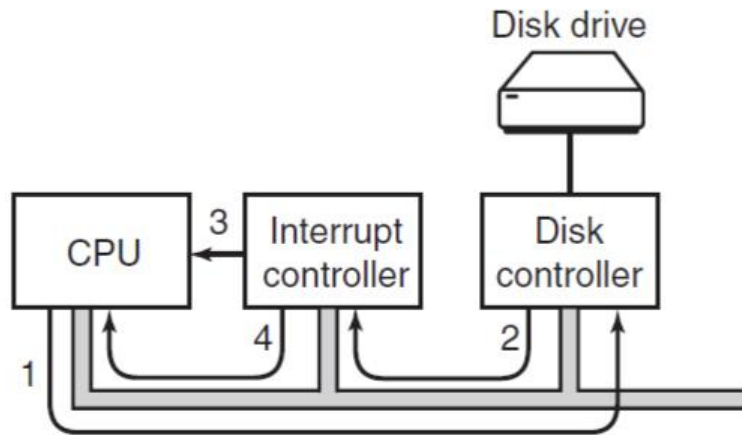 Disk drive
CPU
3
Interrupt
controller
Disk
controller
1
4
2